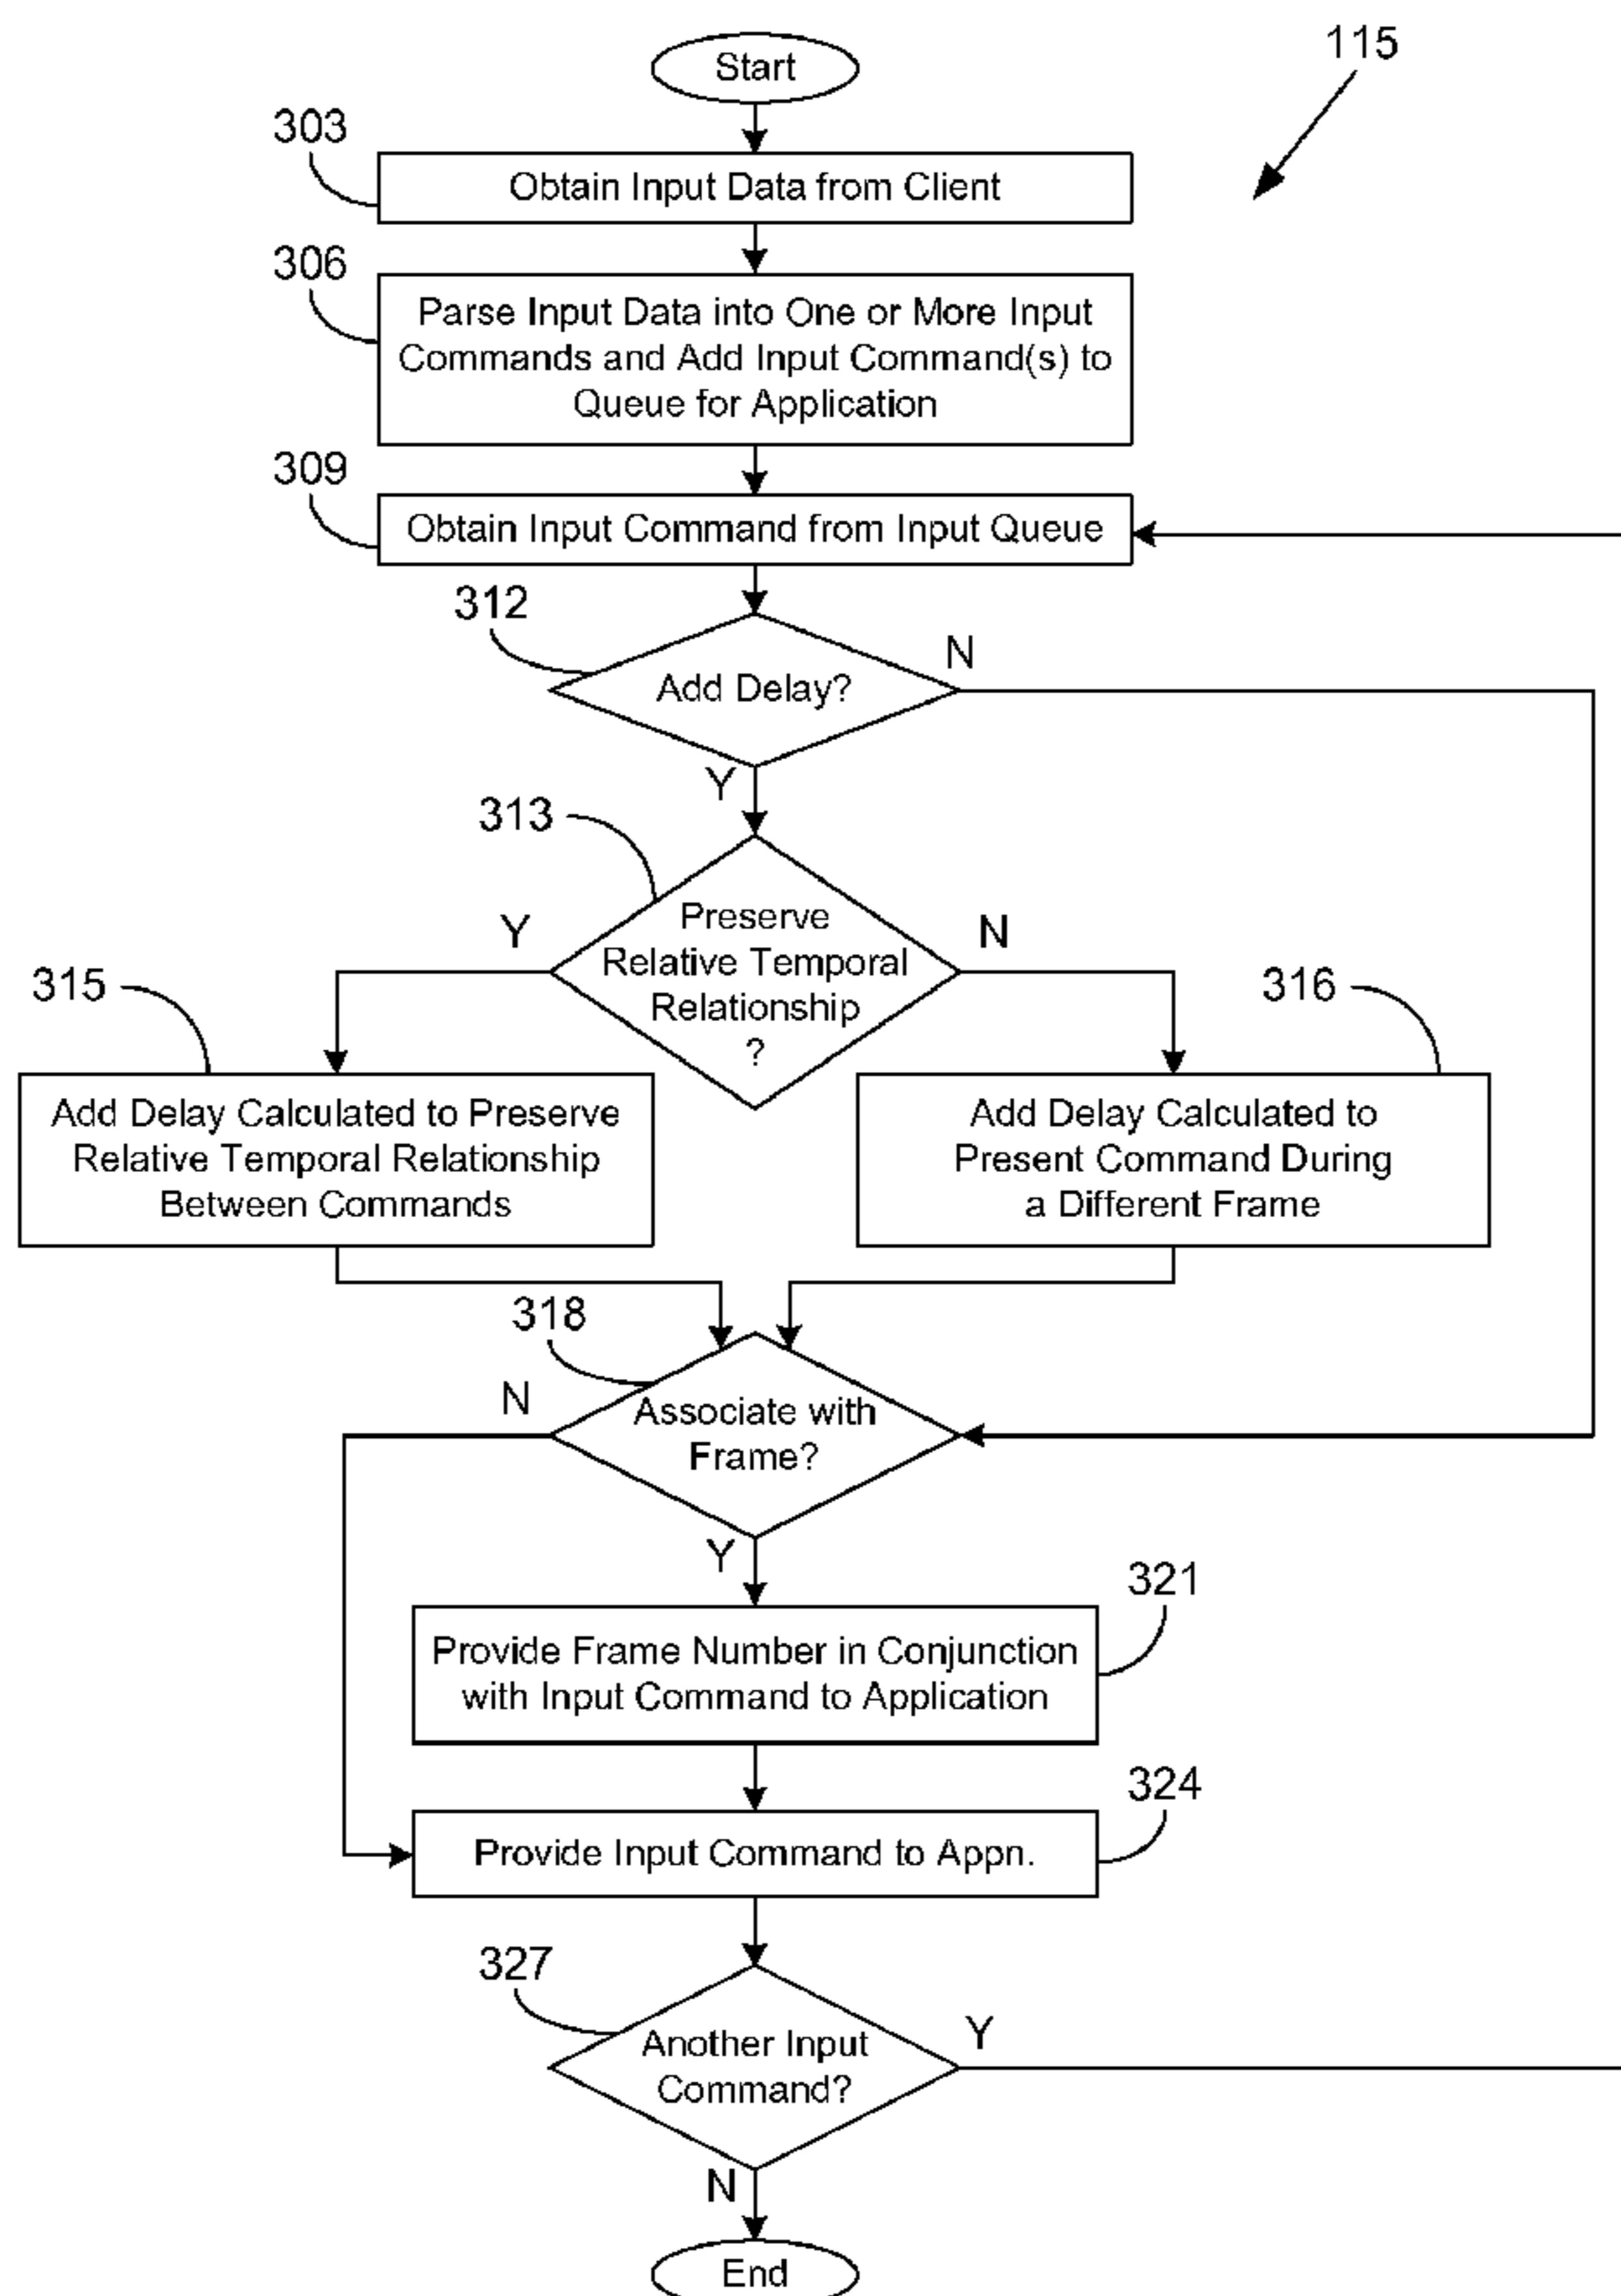 Start
115
303
Obtain Input Data from Client
306
Parse Input Data into One or More Input
Commands and Add Input Command(s) to
Queue for Application
309
Obtain Input Command from Input Queue
312
N
Add Delay?
Y
313
Preserve
Relative Temporal
Relationship
?
Y
N
315
316
Add Delay Calculated to Preserve
Relative Temporal Relationship
Between Commands
Add Delay Calculated to
Present Command During
a Different Frame
318
N
Associate with
Frame?
Y
321
Provide Frame Number in Conjunction
with Input Command to Application
324
Provide Input Command to Appn.
327
Another Input
Command?
Y
N
End